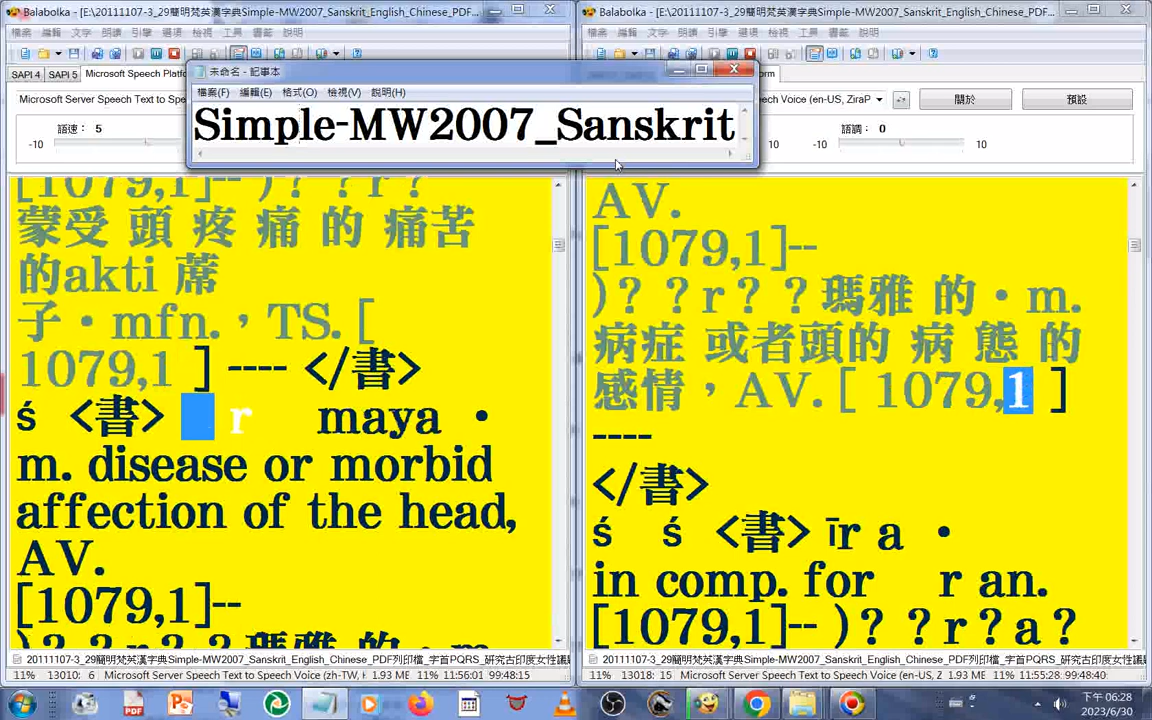 Balabolka - [E:\20111107-3_29簡明梵英漢字典Simple-MW2007_Sanskrit_English_Chinese_PDF...
檔案 編輯 文字 朗讀 引擎 選項 檢視 工具 書籤 說明
SAPI 4 SAPI 5 Microsoft Speech Platf
Microsoft Server Speech Text to Spee
語速： 5
-10
Balabolka - [E:\20111107-3_29簡明梵英漢字典Simple-MW2007_Sanskrit_English_Chinese_PDF...
檔案 編輯 文字 朗讀 引擎 選項 檢視 工具 書籤 說明
orm
Speech Voice (en-US, ZiraP
關於
預設
10
語調： 0
-10
10
未命名 - 記事本
檔案(F) 編輯(E) 格式(O) 檢視(V) 說明(H)
Simple-MW2007_Sanskrit
[1079,1]-- )? ?r ?
蒙受 頭 疼 痛 的 痛苦
的akti 蓆
子・mfn.，TS. [
1079,1 ] ---- </書>
ś <書> r maya •
m. disease or morbid
affection of the head,
AV.
[1079,1]--
)? ?r? ?瑪雅 的・m.
AV.
[1079,1]--
)? ?r? ?瑪雅 的・m.
病症 或者頭的 病 態 的
感情，AV. [ 1079,1 ]
----
</書>
ś ś <書> īr a •
in comp. for r an.
[1079,1]-- )? ?r?a?
20111107-3_29簡明梵英漢字典Simple-MW2007_Sanskrit_English_Chinese_PDF列印檔_字首PQRS_研究古印度女性議
11% 13010: 6 Microsoft Server Speech Text to Speech Voice (zh-TW, H 1.93 ME 11% 11:56:01 99:48:15
20111107-3_29簡明梵英漢字典Simple-MW2007_Sanskrit_English_Chinese_PDF列印檔_字首PQRS_研究古印度女性議
11% 13018: 15 Microsoft Server Speech Text to Speech Voice (en-US, Z 1.93 ME 11% 11:55:28 99:48:40
下午 06:28
2023/6/30